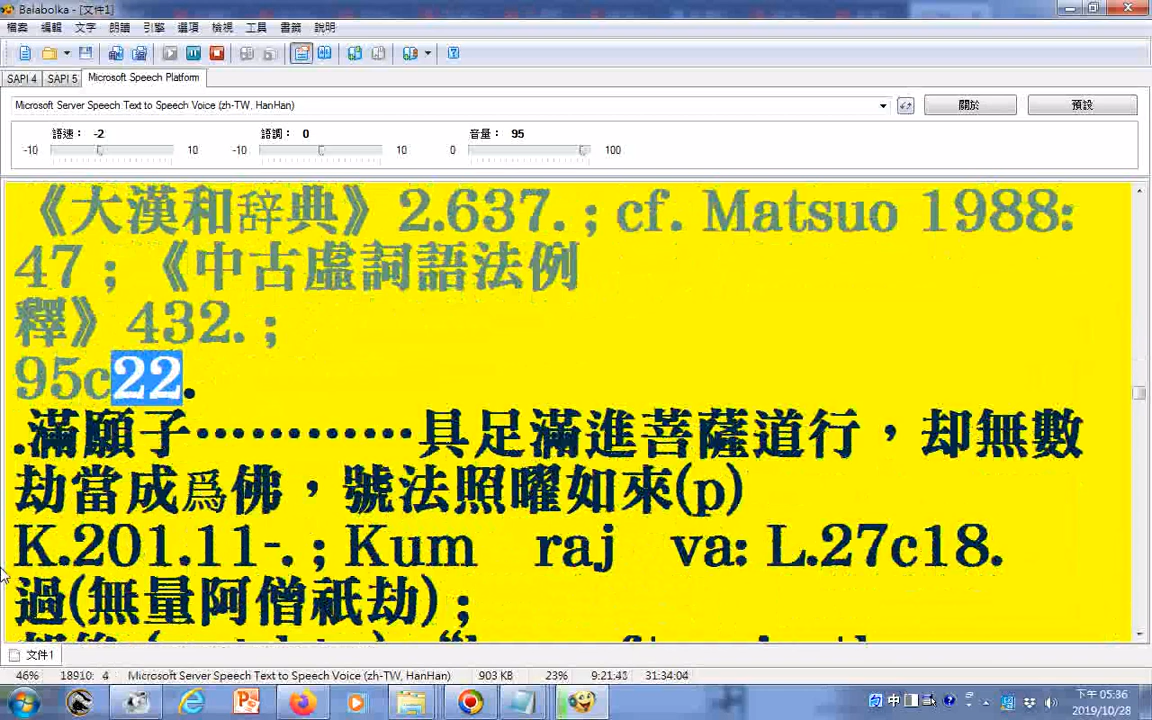 Balabolka - [文件1]
檔案 編輯 文字 朗讀 引擎 選項 檢視 工具 書籤 說明
SAPI 4 SAPI 5 Microsoft Speech Platform
Microsoft Server Speech Text to Speech Voice (zh-TW, HanHan) 關於 預設
語速： -2 語調： 0 音量： 95
-10 10 -10 10 0 100
《大漢和辞典》2.637.；cf. Matsuo 1988:
47；《中古虛詞語法例
釋》432.；
95c22.
.滿願子…………具足滿進菩薩道行，却無數
劫當成爲佛，號法照曜如來(p)
K.201.11-.；Kum raj va: L.27c18.
過(無量阿僧祇劫)；
文件1
46% 18910: 4 Microsoft Server Speech Text to Speech Voice (zh-TW, HanHan) 903 KB 23% 9:21:43 31:34:04
中 下午 05:36
2019/10/28